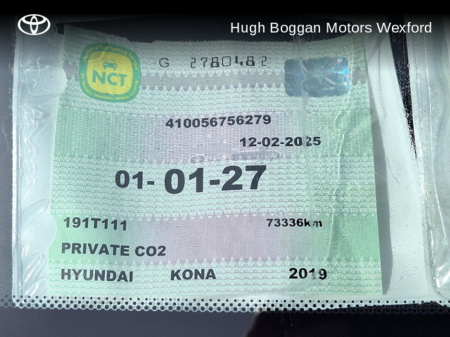 Hugh Boggan Motors Wexford
NCT
G 2780482
410056756279
12-02-2025
01-01-27
191T111 73336km
PRIVATE CO2
HYUNDAI KONA 2019